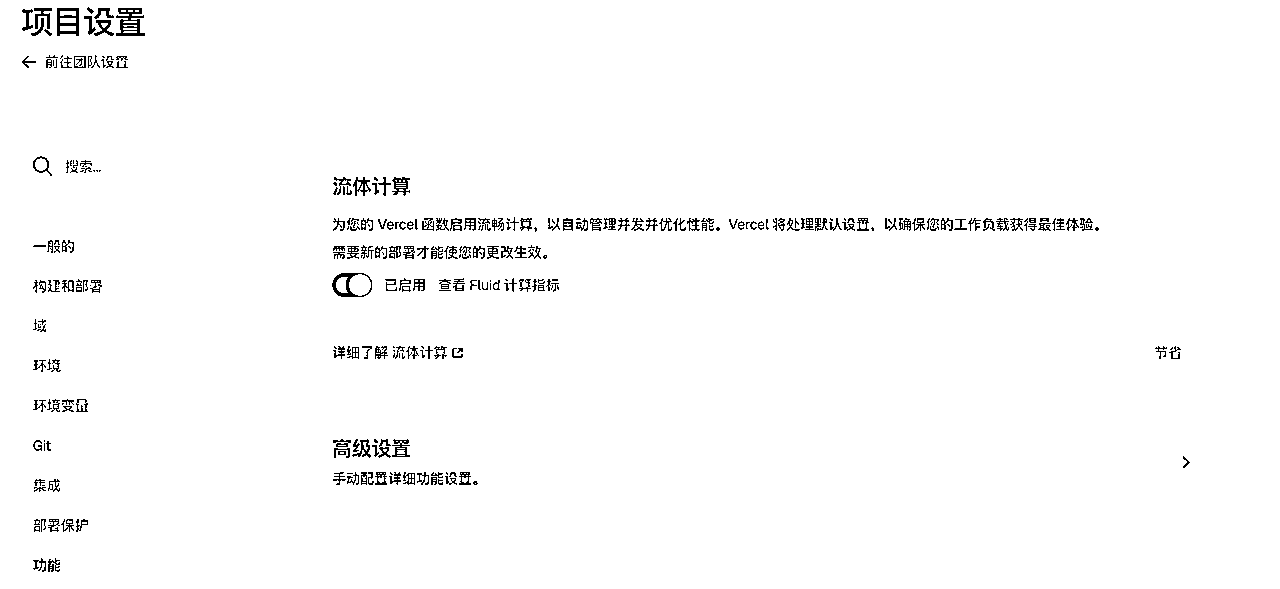 项目设置
前往团队设置
搜索...
一般的
构建和部署
域
环境
环境变量
Git
集成
部署保护
功能
流体计算
为您的 Vercel 函数启用流畅计算，以自动管理并发并优化性能。Vercel 将处理默认设置，以确保您的工作负载获得最佳体验。
需要新的部署才能使您的更改生效。
已启用 查看 Fluid 计算指标
详细了解 流体计算
节省
高级设置
手动配置详细功能设置。